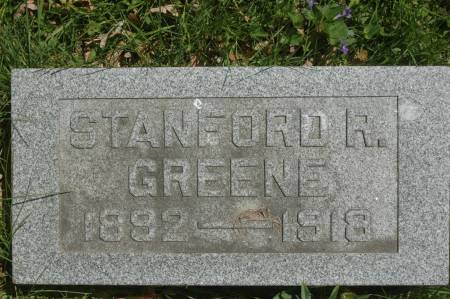 STANFORD R.
GREENE
1892 — 1918